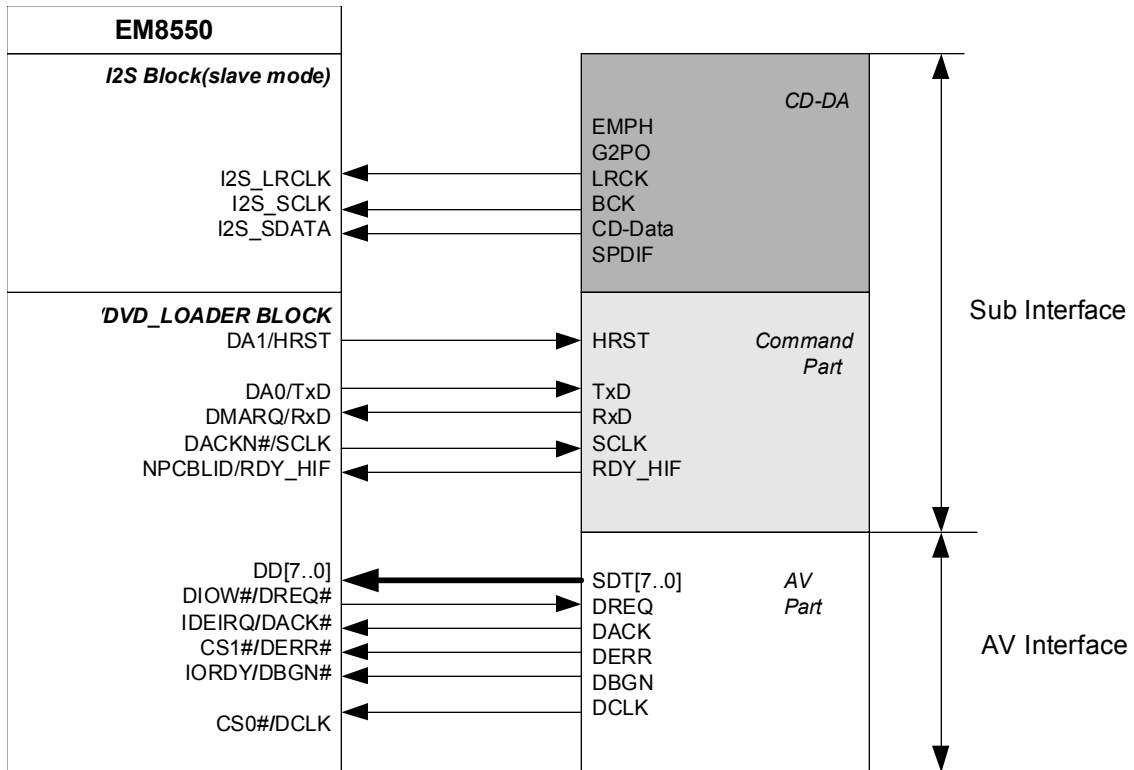 EM8550
I2S Block(slave mode)
I2S_LRCLK
I2S_SCLK
I2S_SDATA
/DVD_LOADER BLOCK
DA1/HRST
DA0/TxD
DMARQ/RxD
DACKN#/SCLK
NPCBLID/RDY_HIF
DD[7..0]
DIOW#/DREQ#
IDEIRQ/DACK#
CS1#/DERR#
IORDY/DBGN#
CS0#/DCLK
CD-DA
EMPH
G2PO
LRCK
BCK
CD-Data
SPDIF
HRST
Command
Part
TxD
RxD
SCLK
RDY_HIF
SDT[7..0]
AV
Part
DREQ
DACK
DERR
DBGN
DCLK
Sub Interface
AV Interface